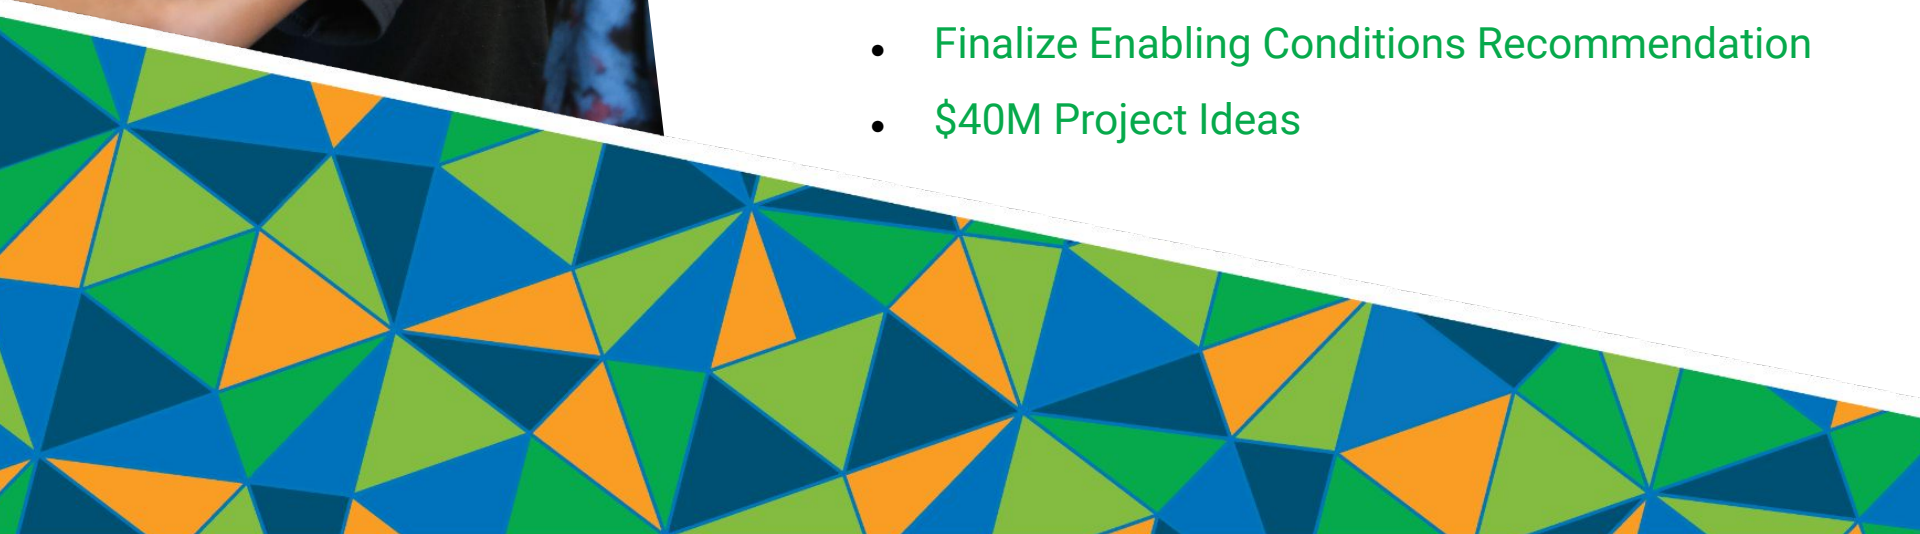 • Finalize Enabling Conditions Recommendation
• $40M Project Ideas